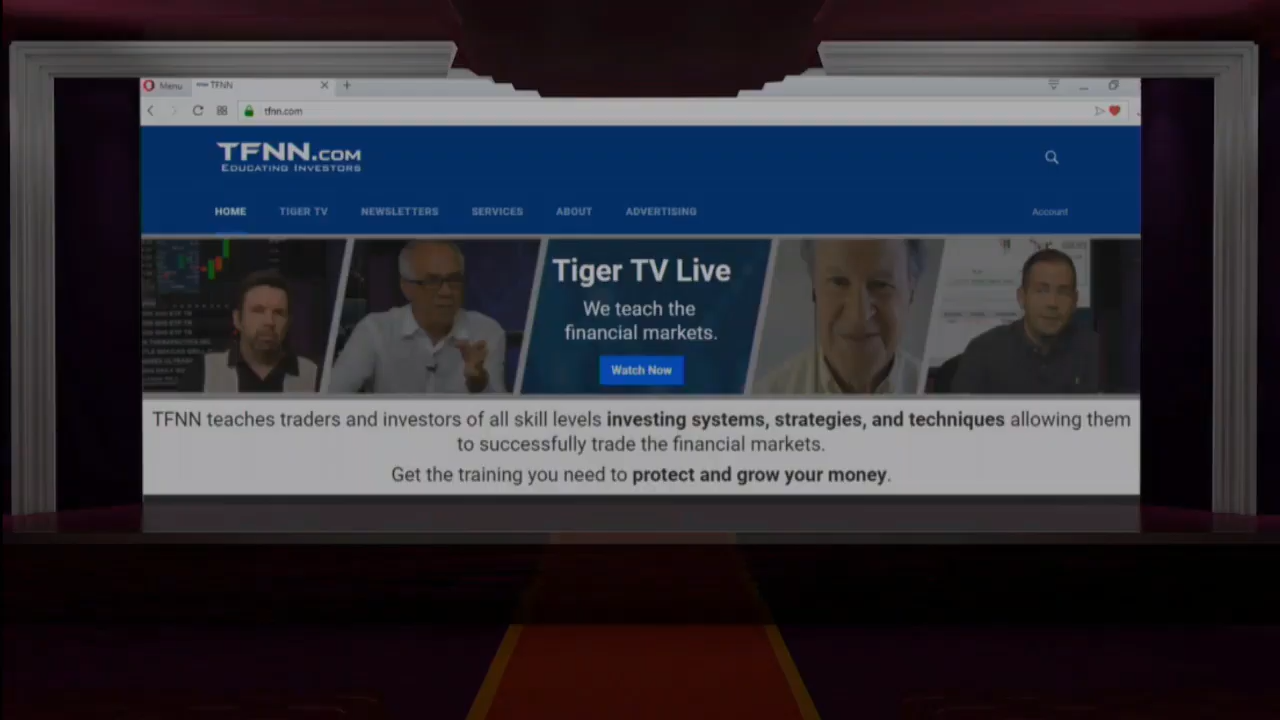 Menu
TFNN
tfnn.com
TFNN.COM
EDUCATING INVESTORS
HOME TIGER TV NEWSLETTERS SERVICES ABOUT ADVERTISING Account
Tiger TV Live
We teach the
financial markets.
Watch Now
TFNN teaches traders and investors of all skill levels investing systems, strategies, and techniques allowing them
to successfully trade the financial markets.
Get the training you need to protect and grow your money.